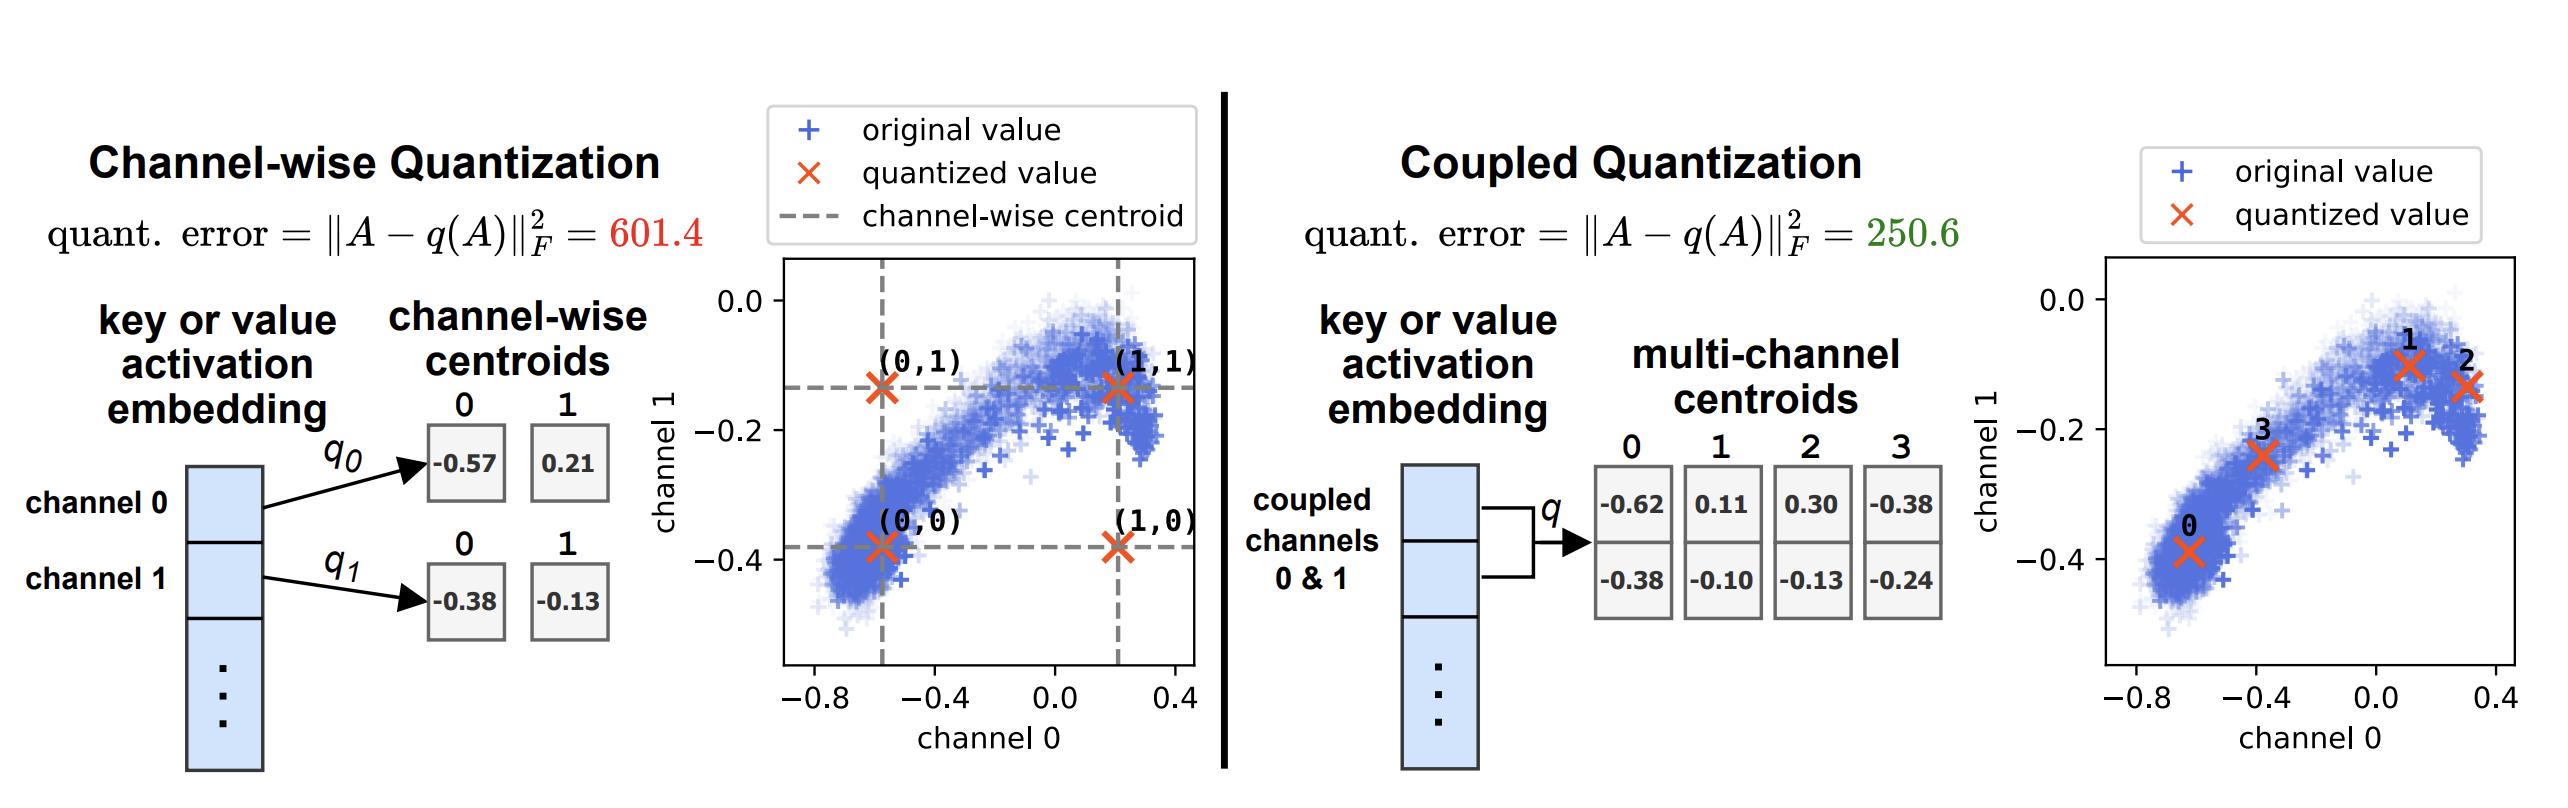 Channel-wise Quantization
quant. error = ‖A − q(A)‖²_F = 601.4
key or value
activation
embedding
channel-wise
centroids
0 1
q0
-0.57 0.21
channel 0
0 1
q1
channel 1
-0.38 -0.13
original value
quantized value
channel-wise centroid
0.0
−0.2
−0.4
channel 1
(0,1) (1,1)
(0,0) (1,0)
−0.8 −0.4 0.0 0.4
channel 0
Coupled Quantization
quant. error = ‖A − q(A)‖²_F = 250.6
key or value
activation
embedding
multi-channel
centroids
0 1 2 3
coupled
channels
0 & 1
q
-0.62 0.11 0.30 -0.38
-0.38 -0.10 -0.13 -0.24
original value
quantized value
0.0
−0.2
−0.4
channel 1
1
2
3
0
−0.8 −0.4 0.0 0.4
channel 0